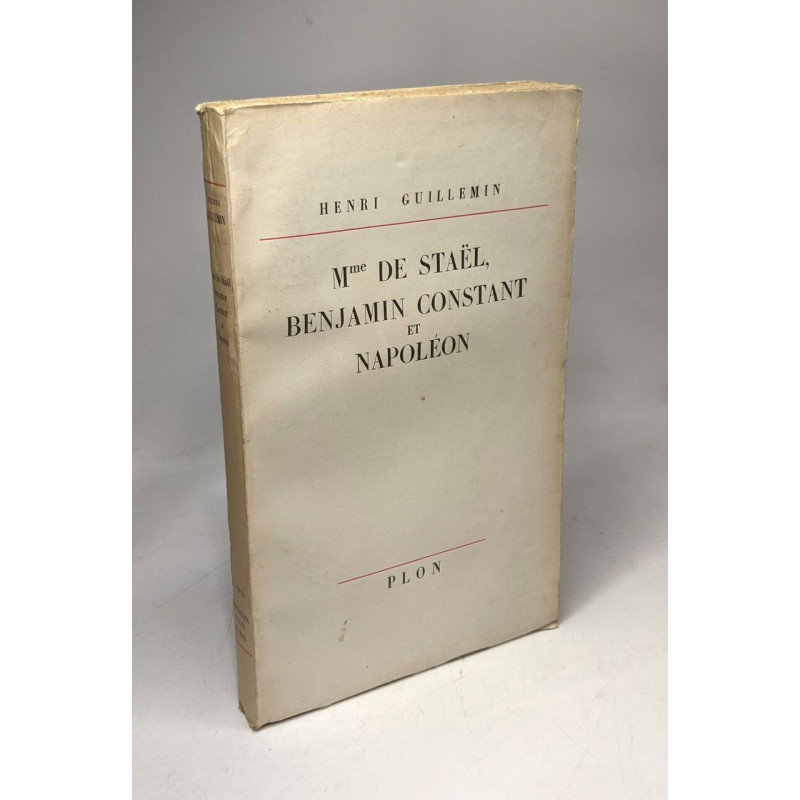 HENRI GUILLEMIN
Mme DE STAËL,
BENJAMIN CONSTANT
ET
NAPOLÉON
PLON